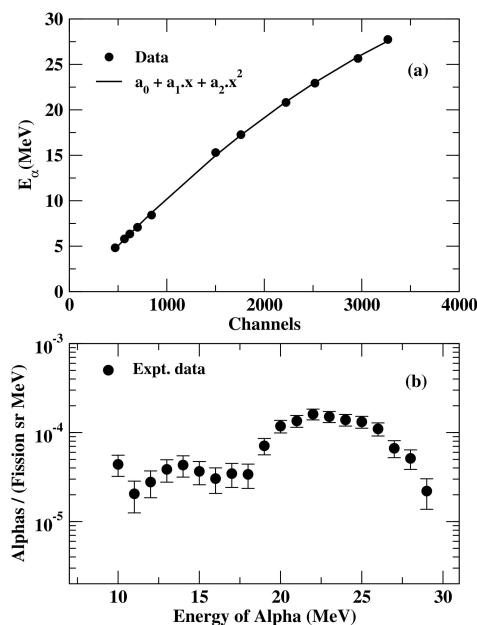 30
25
20
15
10
5
0
E_α(MeV)
Data
a_0 + a_1.x + a_2.x^2
(a)
0 1000 2000 3000 4000
Channels
10^-3
10^-4
10^-5
Alphas / (Fission sr MeV)
Expt. data
(b)
10 15 20 25 30
Energy of Alpha (MeV)